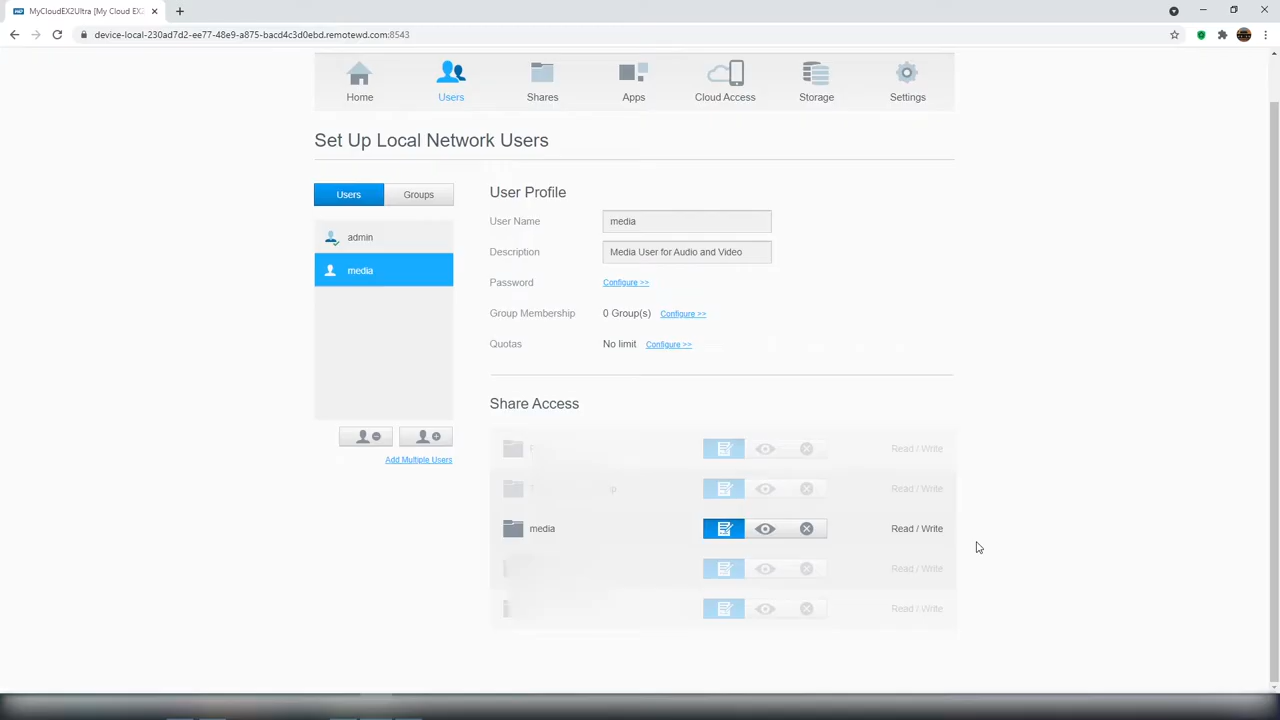 MyCloudEX2Ultra [My Cloud EX2
device-local-230ad7d2-ee77-48e9-a875-bacd4c3d0ebd.remotewd.com:8543
Home
Users
Shares
Apps
Cloud Access
Storage
Settings
Set Up Local Network Users
Users
Groups
admin
media
Add Multiple Users
User Profile
User Name
media
Description
Media User for Audio and Video
Password
Configure >>
Group Membership
0 Group(s)
Configure >>
Quotas
No limit
Configure >>
Share Access
Read / Write
Read / Write
media
Read / Write
Read / Write
Read / Write